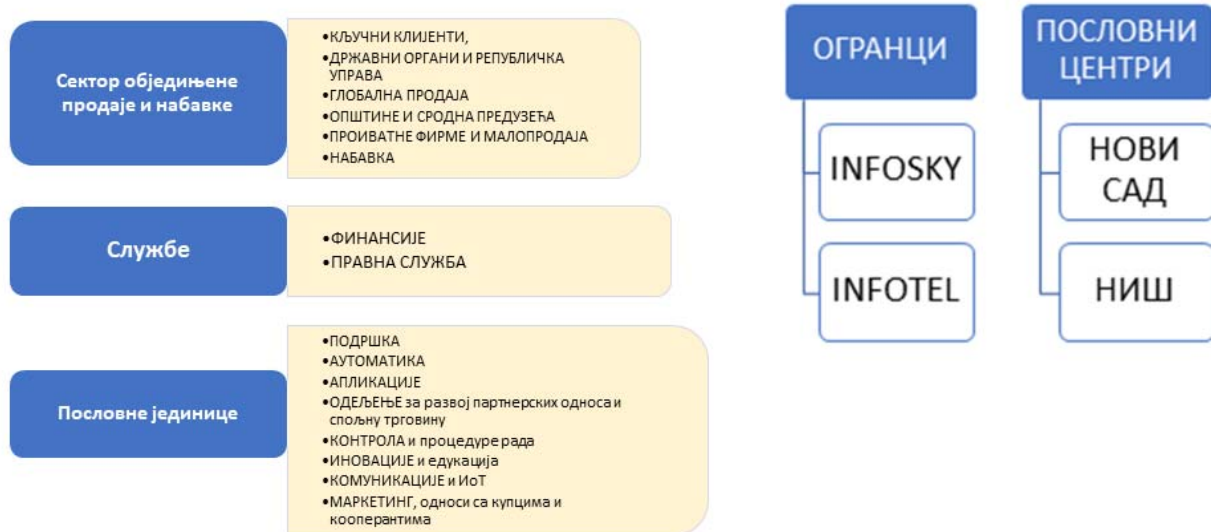 Сектор обједињене
продаје и набавке
•КЉУЧНИ КЛИЈЕНТИ,
•ДРЖАВНИ ОРГАНИ И РЕПУБЛИЧКА
УПРАВА
•ГЛОБАЛНА ПРОДАЈА
•ОПШТИНЕ И СРОДНА ПРЕДУЗЕЋА
•ПРОИВАТНЕ ФИРМЕ И МАЛОПРОДАЈА
•НАБАВКА
Службе
•ФИНАНСИЈЕ
•ПРАВНА СЛУЖБА
Пословне јединице
•ПОДРШКА
•АУТОМАТИКА
•АПЛИКАЦИЈЕ
•ОДЕЉЕЊЕ за развој партнерских односа и
спољну трговину
•КОНТРОЛА и процедуре рада
•ИНОВАЦИЈЕ и едукација
•КОМУНИКАЦИЈЕ и ИоТ
•МАРКЕТИНГ, односи са купцима и
кооперантима
ОГРАНЦИ
INFOSKY
INFOTEL
ПОСЛОВНИ
ЦЕНТРИ
НОВИ
САД
НИШ